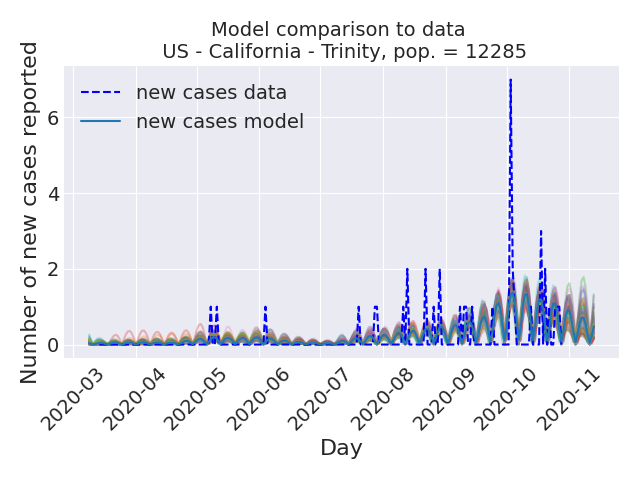 Model comparison to data
US - California - Trinity, pop. = 12285
Number of new cases reported
new cases data
new cases model
6
4
2
0
2020-03
2020-04
2020-05
2020-06
2020-07
2020-08
2020-09
2020-10
2020-11
Day